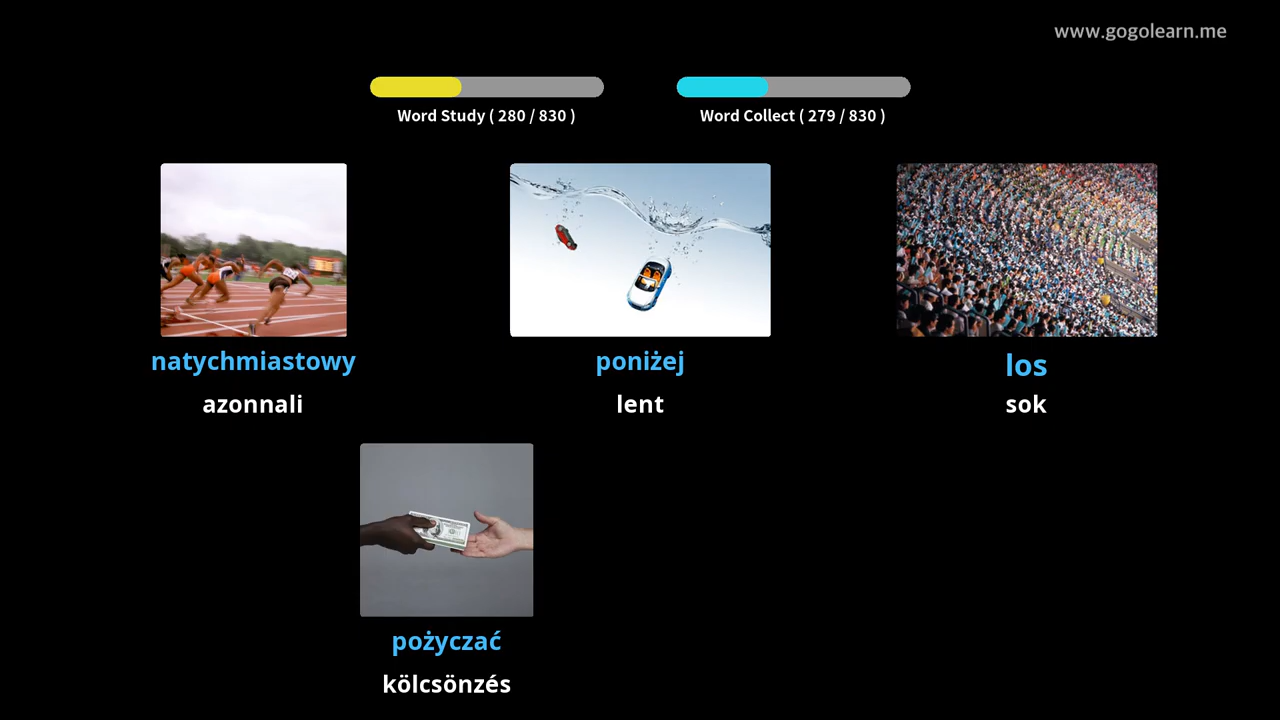 www.gogolearn.me
Word Study ( 280 / 830 )
Word Collect ( 279 / 830 )
natychmiastowy
poniżej
los
azonnali
lent
sok
pożyczać
kölcsönzés